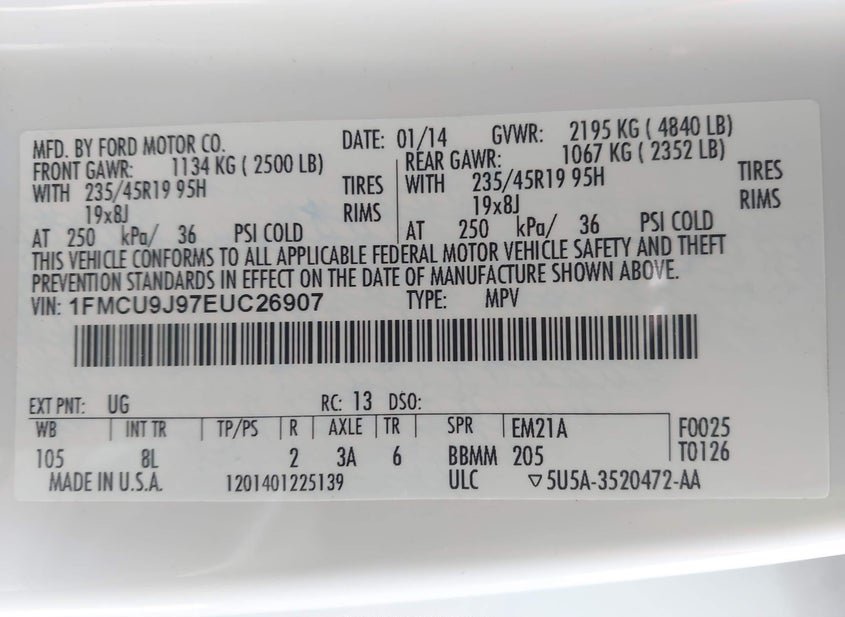 MFD. BY FORD MOTOR CO. DATE: 01/14 GVWR: 2195 KG ( 4840 LB)
FRONT GAWR: 1134 KG ( 2500 LB) REAR GAWR: 1067 KG ( 2352 LB)
WITH 235/45R19 95H TIRES WITH 235/45R19 95H TIRES
19x8J RIMS 19x8J RIMS
AT 250 kPa/ 36 PSI COLD AT 250 kPa/ 36 PSI COLD
THIS VEHICLE CONFORMS TO ALL APPLICABLE FEDERAL MOTOR VEHICLE SAFETY AND THEFT
PREVENTION STANDARDS IN EFFECT ON THE DATE OF MANUFACTURE SHOWN ABOVE.
VIN: 1FMCU9J97EUC26907 TYPE: MPV
EXT PNT: UG RC: 13 DSO:
WB INT TR TP/PS R AXLE TR SPR EM21A F0025
105 8L 2 3A 6 BBMM 205 T0126
MADE IN U.S.A. 1201401225139 ULC ▽5U5A-3520472-AA